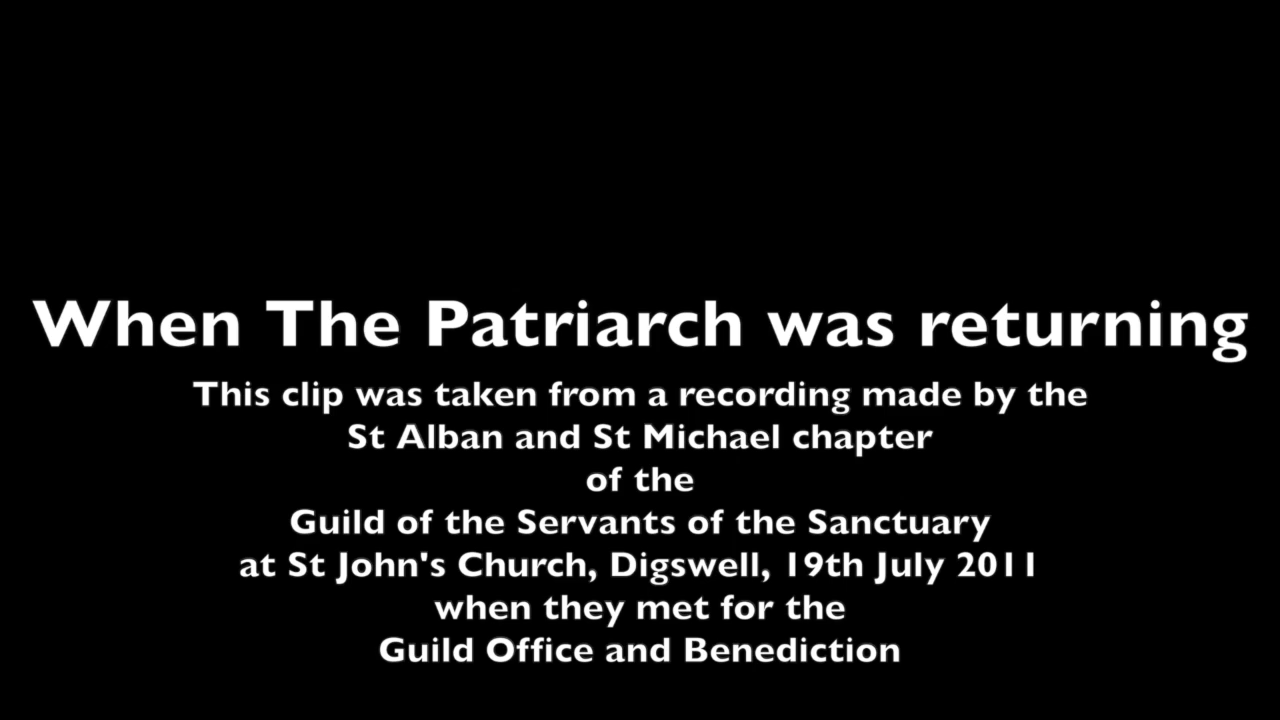 When The Patriarch was returning
This clip was taken from a recording made by the
St Alban and St Michael chapter
of the
Guild of the Servants of the Sanctuary
at St John's Church, Digswell, 19th July 2011
when they met for the
Guild Office and Benediction